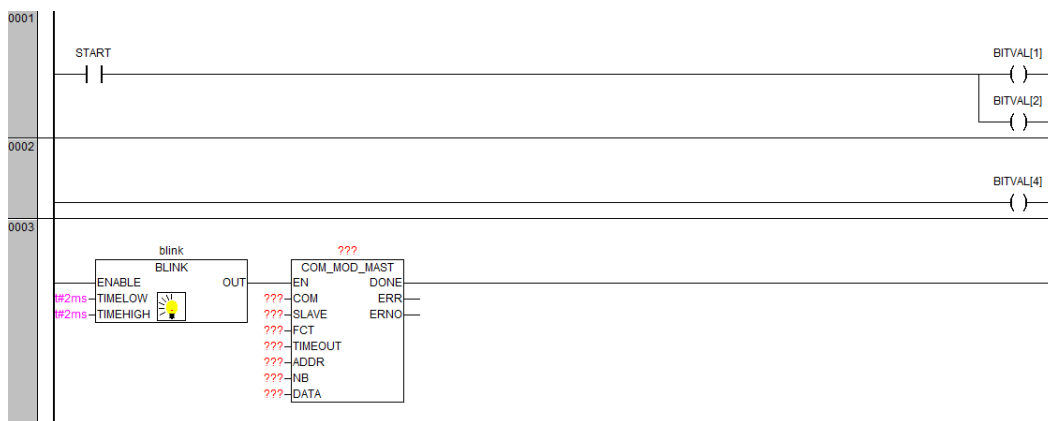 0001
START
BITVAL[1]
BITVAL[2]
0002
BITVAL[4]
0003
blink
BLINK
ENABLE OUT
t#2ms TIMELOW
t#2ms TIMEHIGH
???
COM_MOD_MAST
EN DONE
??? COM ERR
??? SLAVE ERNO
??? FCT
??? TIMEOUT
??? ADDR
??? NB
??? DATA